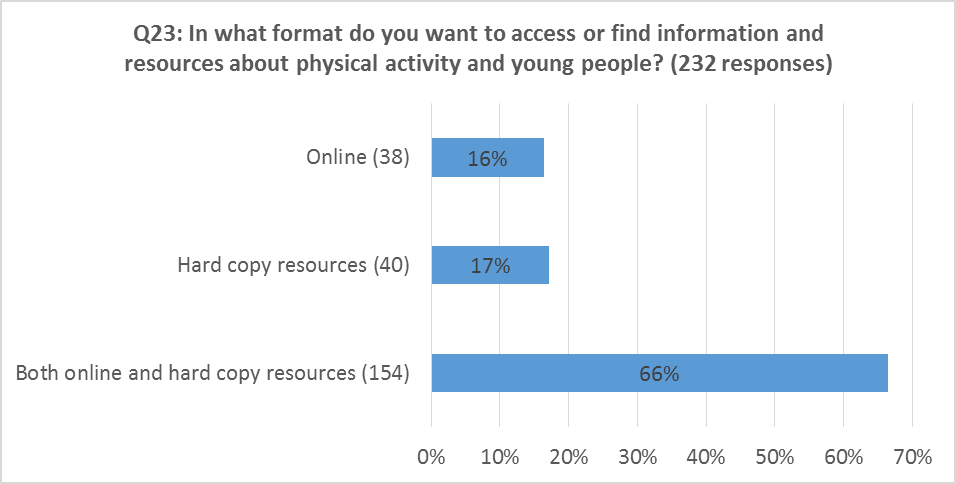 Q23: In what format do you want to access or find information and
resources about physical activity and young people? (232 responses)
Online (38)
16%
Hard copy resources (40)
17%
Both online and hard copy resources (154)
66%
0% 10% 20% 30% 40% 50% 60% 70%